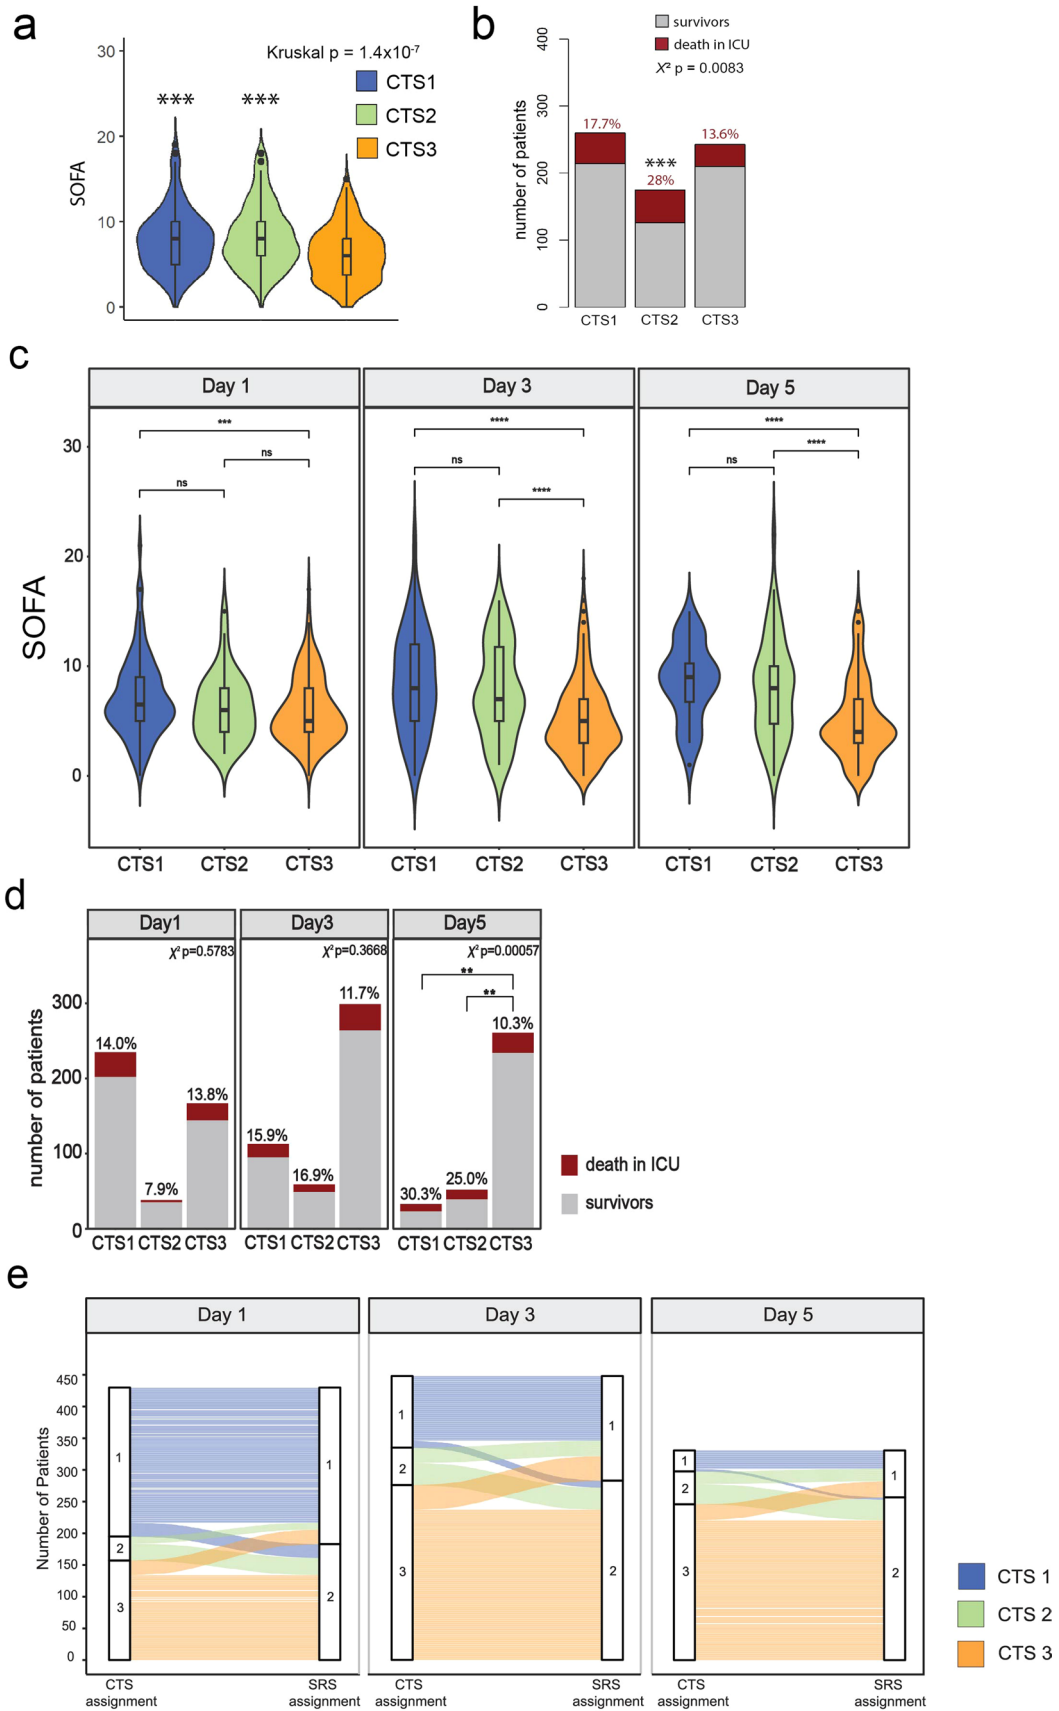 a
Kruskal p = 1.4x10-7
CTS1
CTS2
CTS3
***
***
SOFA
30
20
10
0
b
survivors
death in ICU
X² p = 0.0083
number of patients
400
300
200
100
0
17.7%
***
28%
13.6%
CTS1
CTS2
CTS3
c
Day 1
Day 3
Day 5
SOFA
30
20
10
0
***
ns
ns
****
ns
****
****
****
ns
CTS1
CTS2
CTS3
CTS1
CTS2
CTS3
CTS1
CTS2
CTS3
d
Day1
Day3
Day5
X² p=0.5783
X² p=0.3668
X² p=0.00057
**
**
number of patients
300
200
100
0
14.0%
7.9%
13.8%
15.9%
16.9%
11.7%
30.3%
25.0%
10.3%
CTS1
CTS2
CTS3
CTS1
CTS2
CTS3
CTS1
CTS2
CTS3
death in ICU
survivors
e
Day 1
Day 3
Day 5
Number of Patients
450
400
350
300
250
200
150
100
50
0
1
2
3
1
2
1
2
3
1
2
1
2
3
1
2
CTS
assignment
SRS
assignment
CTS
assignment
SRS
assignment
CTS
assignment
SRS
assignment
CTS 1
CTS 2
CTS 3